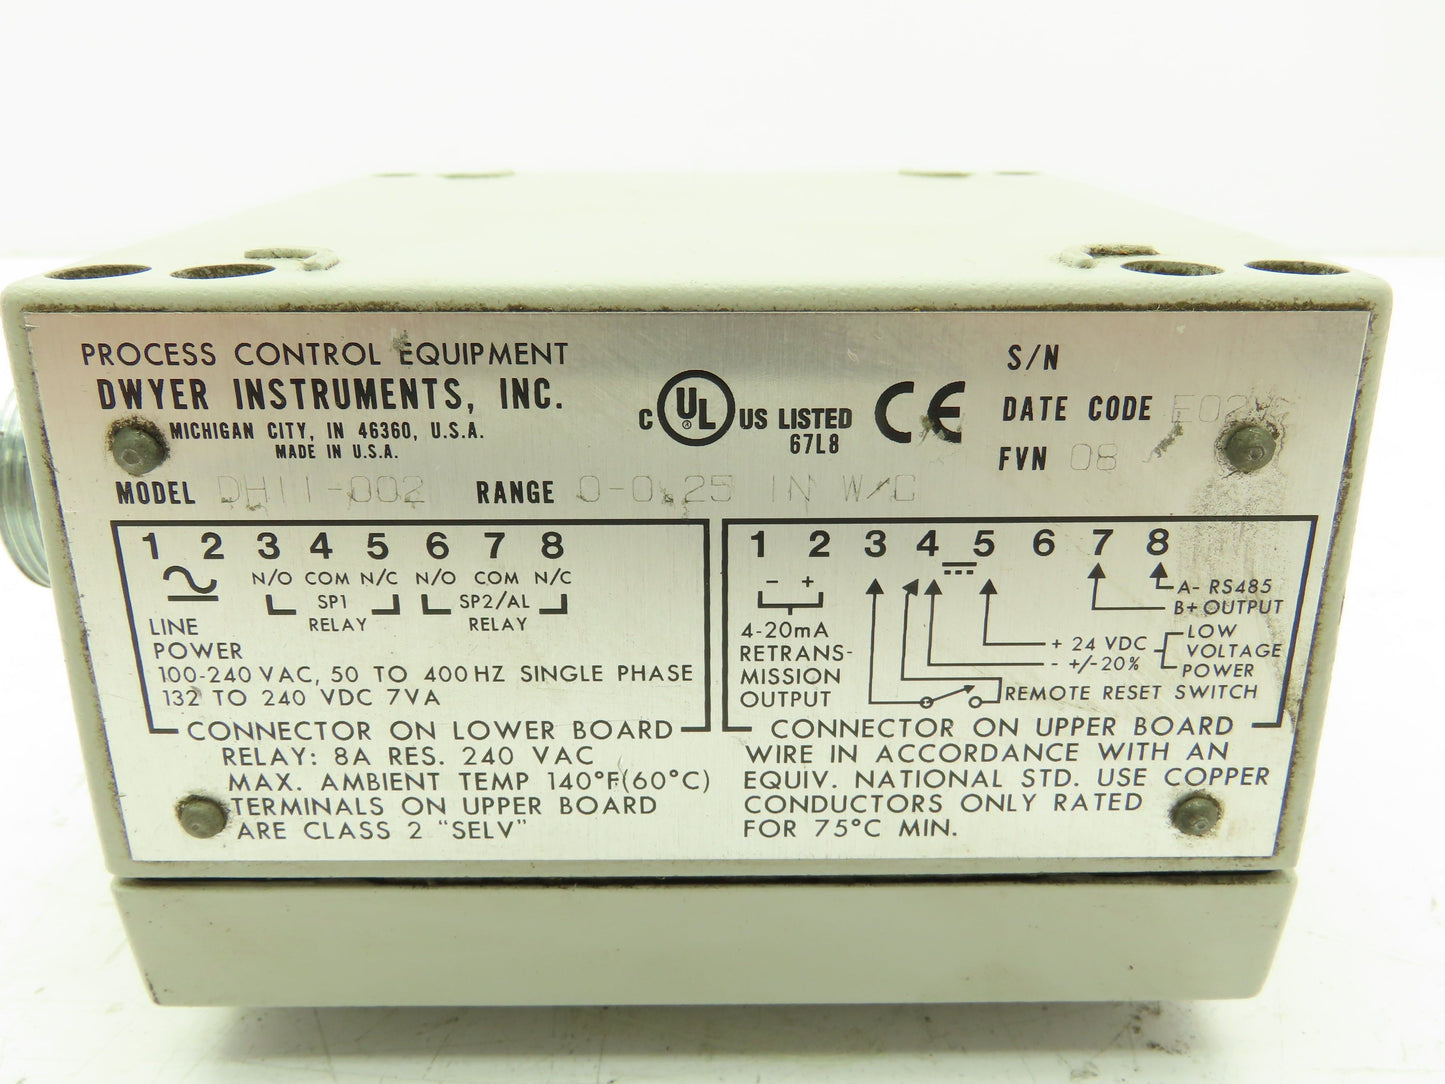 PROCESS CONTROL EQUIPMENT
DWYER INSTRUMENTS, INC.
MICHIGAN CITY, IN 46360, U.S.A.
MADE IN U.S.A.
C UL US LISTED
67L8
CE
S/N
DATE CODE
FVN 08
MODEL DH11-002 RANGE 0-0.25 IN W/C
1 2 3 4 5 6 7 8
N/O COM N/C N/O COM N/C
SP1 SP2/AL
RELAY RELAY
LINE
POWER
100-240 VAC, 50 TO 400 HZ SINGLE PHASE
132 TO 240 VDC 7VA
CONNECTOR ON LOWER BOARD
RELAY: 8A RES. 240 VAC
MAX. AMBIENT TEMP 140°F(60°C)
TERMINALS ON UPPER BOARD
ARE CLASS 2 "SELV"
1 2 3 4 5 6 7 8
- +
4-20mA
RETRANS-
MISSION
OUTPUT
A- RS485
B+ OUTPUT
+ 24 VDC
- +/-20%
LOW
VOLTAGE
POWER
REMOTE RESET SWITCH
CONNECTOR ON UPPER BOARD
WIRE IN ACCORDANCE WITH AN
EQUIV. NATIONAL STD. USE COPPER
CONDUCTORS ONLY RATED
FOR 75°C MIN.